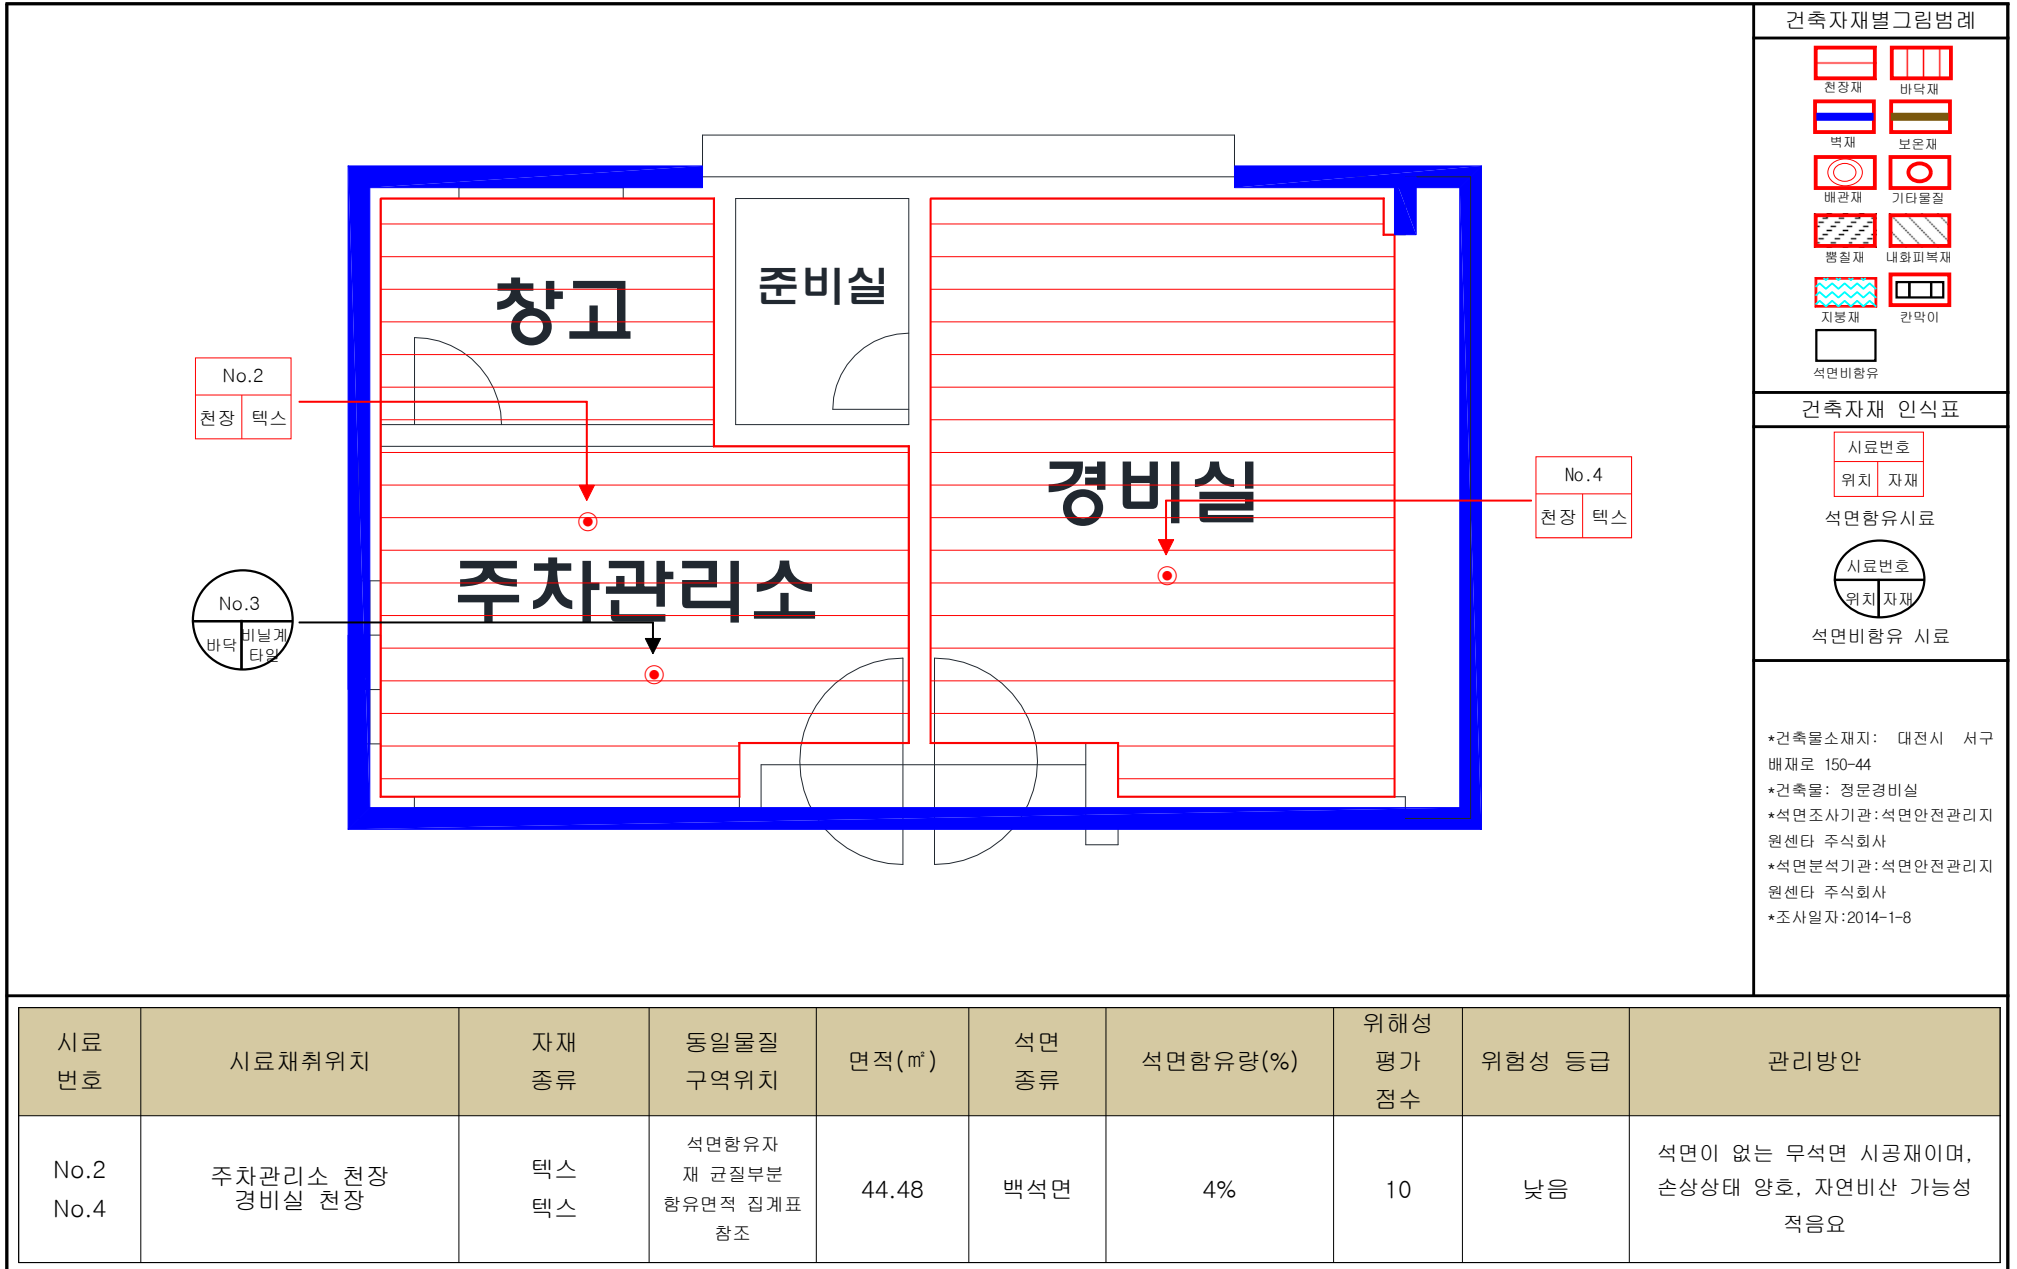 건축자재별그림범례
천장재
바닥재
벽재
보온재
배관재
기타물질
뿜칠재
내화피복재
지붕재
칸막이
석면비함유
건축자재 인식표
시료번호
위치 자재
석면함유시료
시료번호
위치 자재
석면비함유 시료
*건축물소재지: 대전시 서구
배재로 150-44
*건축물: 정문경비실
*석면조사기관:석면안전관리지
원센타 주식회사
*석면분석기관:석면안전관리지
원센타 주식회사
*조사일자:2014-1-8
창고
준비실
경비실
주차관리소
No.2
천장 텍스
No.3
바닥 비닐계
타일
No.4
천장 텍스
시료
번호
시료채취위치
자재
종류
동일물질
구역위치
면적(㎡)
석면
종류
석면함유량(%)
위해성
평가
점수
위험성 등급
관리방안
No.2
No.4
주차관리소 천장
경비실 천장
텍스
텍스
석면함유자
재 균질부분
함유면적 집계표
참조
44.48
백석면
4%
10
낮음
석면이 없는 무석면 시공재이며,
손상상태 양호, 자연비산 가능성
적음요